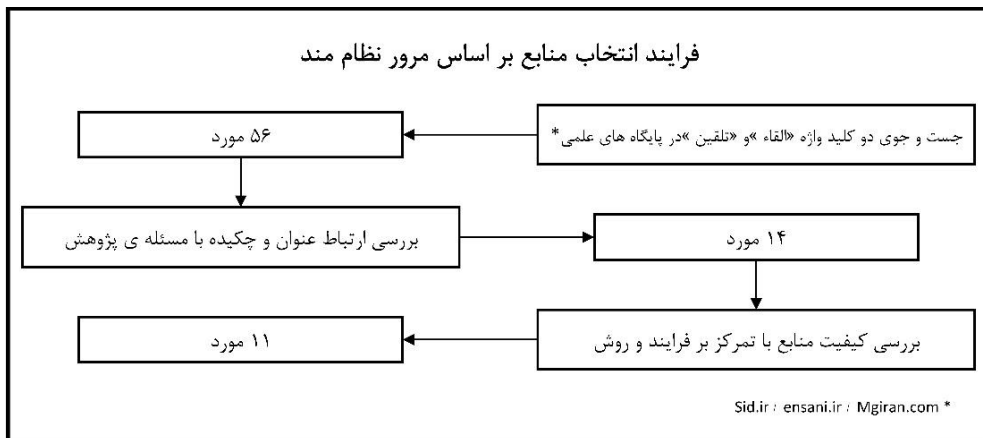 فرایند انتخاب منابع بر اساس مرور نظام مند
جست و جوی دو کلید واژه «القاء »و «تلقین »در پایگاه های علمی*
۵۶ مورد
بررسی ارتباط عنوان و چکیده با مسئله ی پژوهش
۱۴ مورد
بررسی کیفیت منابع با تمرکز بر فرایند و روش
۱۱ مورد
Sid.ir / ensani.ir / Mgiran.com *